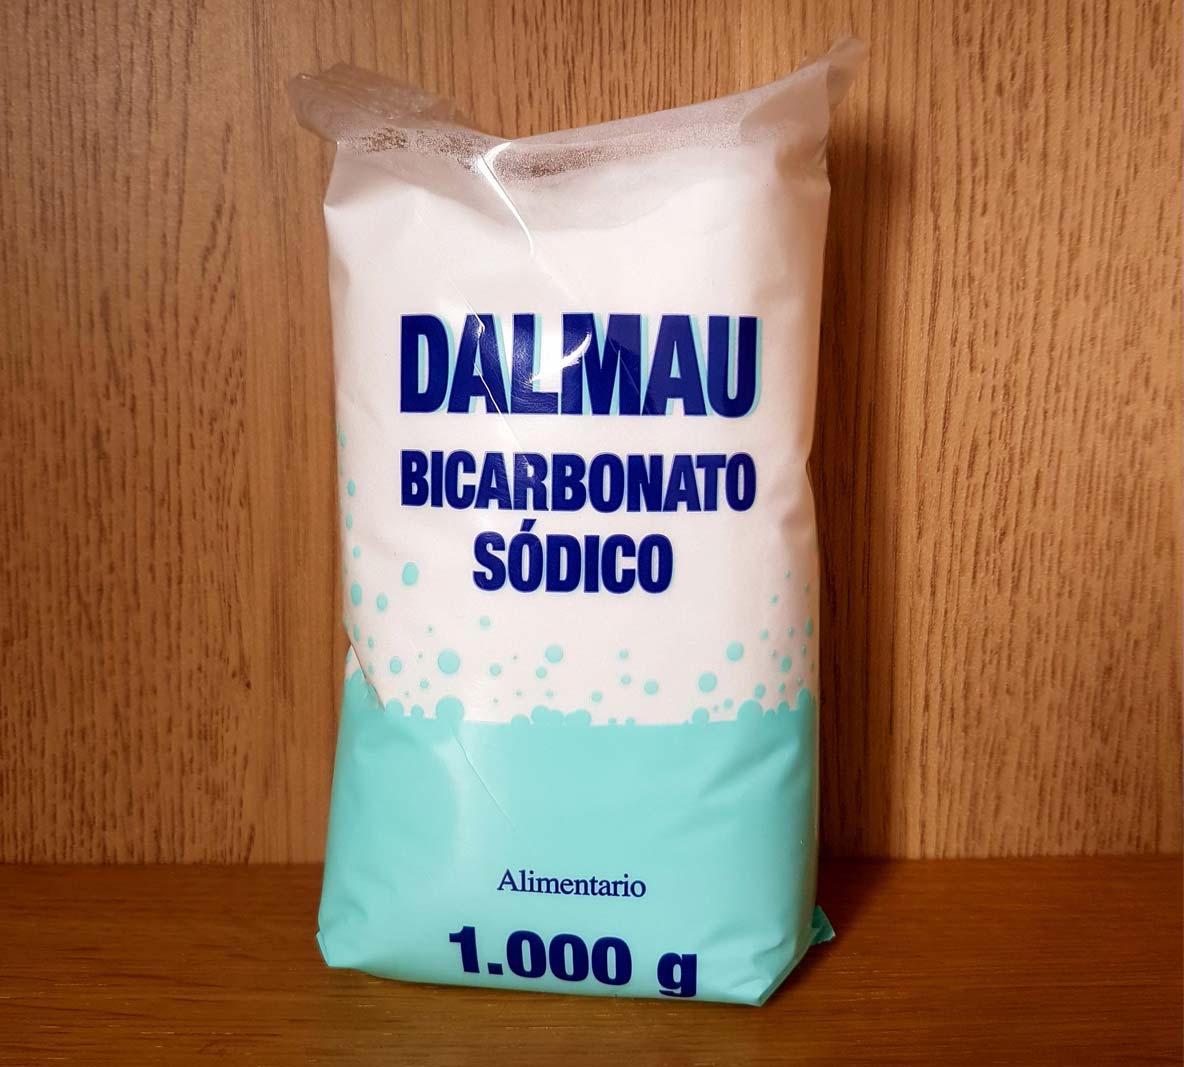 DALMAU
BICARBONATO
SÓDICO
Alimentario
1.000 g